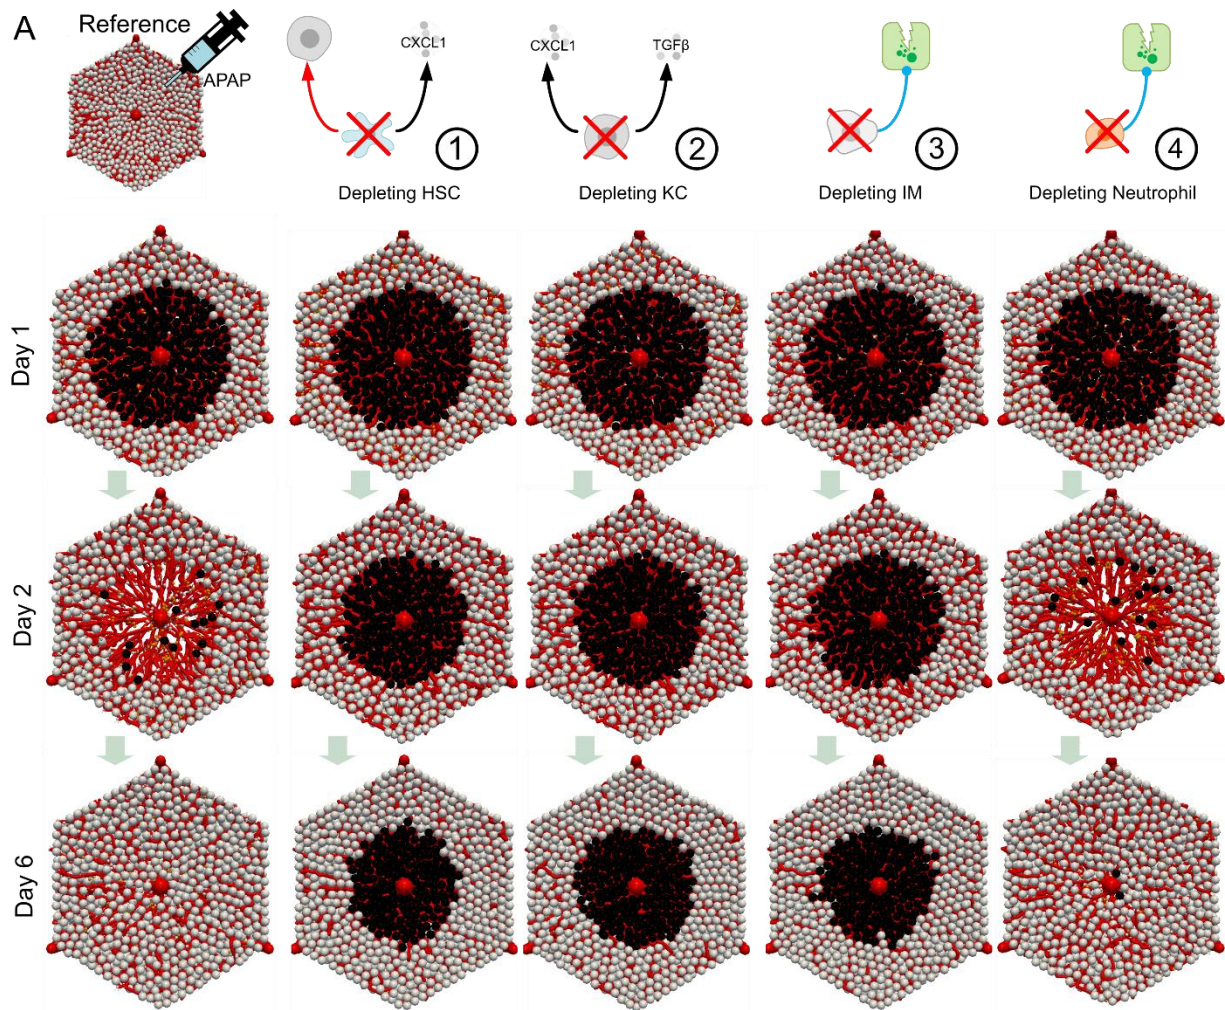 A
Reference
APAP
CXCL1
1
Depleting HSC
CXCL1
TGFβ
2
Depleting KC
3
Depleting IM
4
Depleting Neutrophil
Day 1
Day 2
Day 6